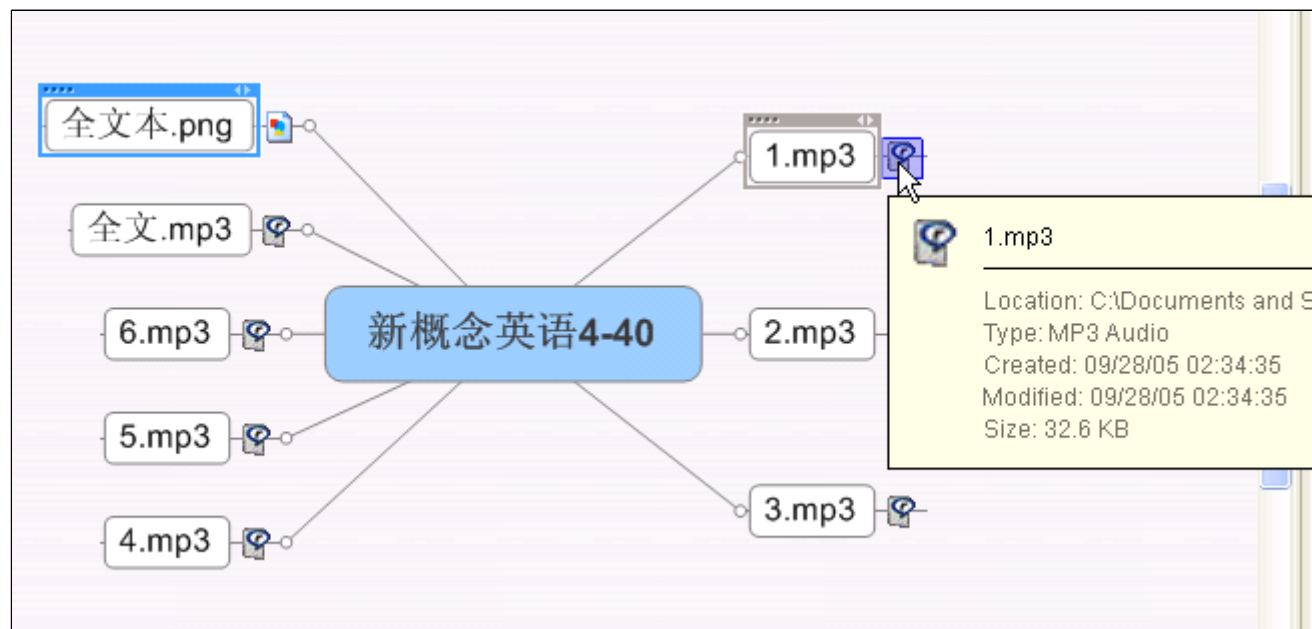 全文本.png
1.mp3
全文.mp3
1.mp3
Location: C:\Documents and S
Type: MP3 Audio
Created: 09/28/05 02:34:35
Modified: 09/28/05 02:34:35
Size: 32.6 KB
6.mp3
新概念英语4-40
2.mp3
5.mp3
3.mp3
4.mp3